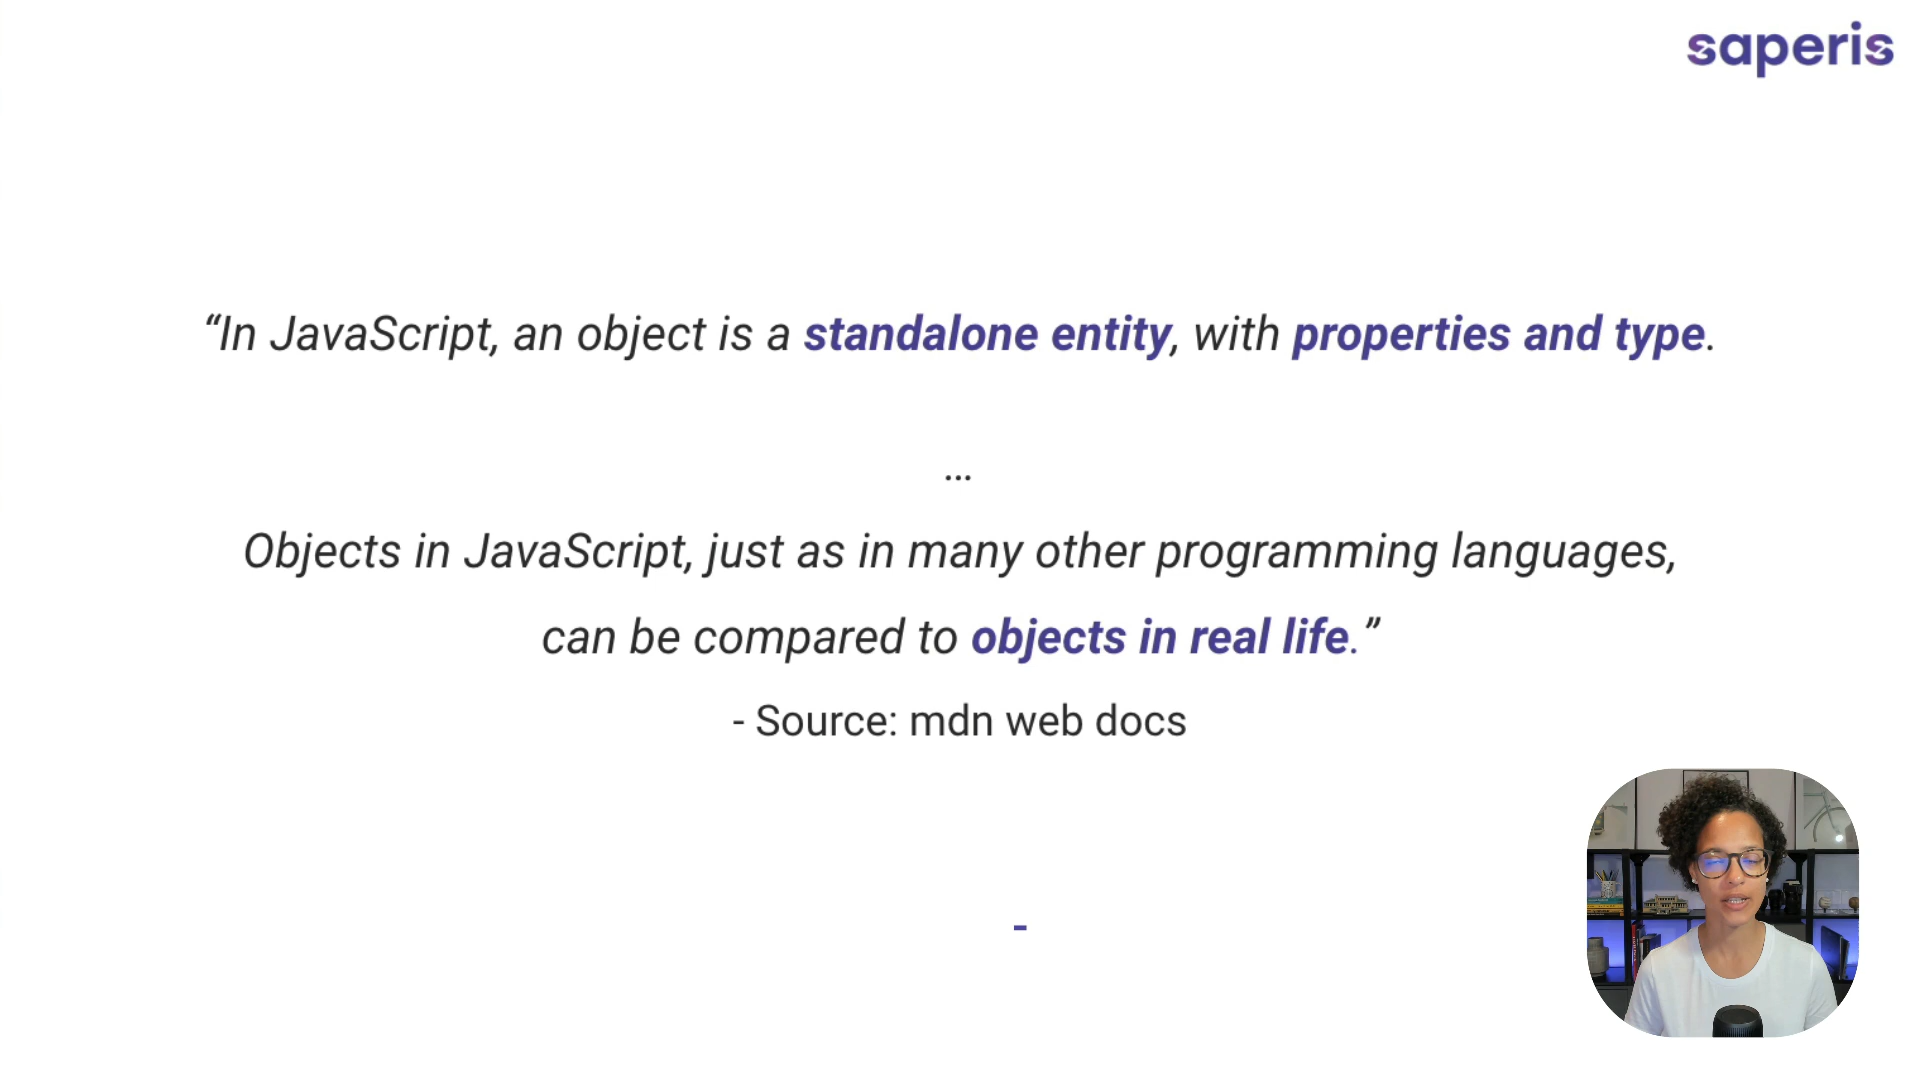 saperis
“In JavaScript, an object is a standalone entity, with properties and type.
...
Objects in JavaScript, just as in many other programming languages,
can be compared to objects in real life.”
- Source: mdn web docs
-